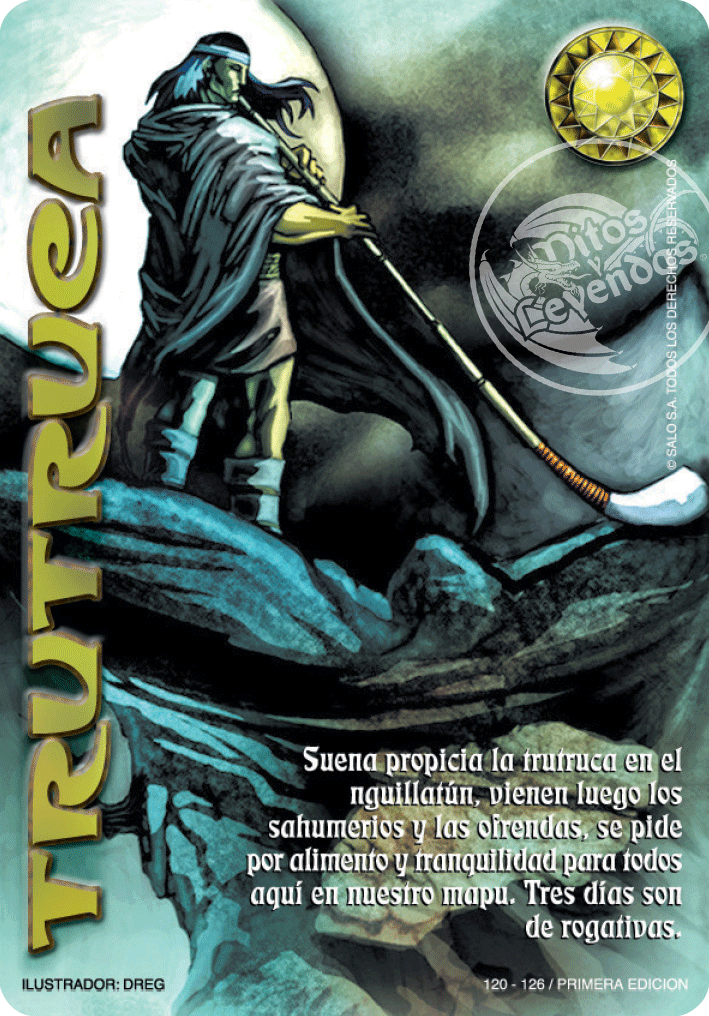 TRUTRUCA
Mitos
y
Leyendas
© SALO S.A. TODOS LOS DERECHOS RESERVADOS
Suena propicia la trutruca en el
nguillatún, vienen luego los
sahumerios y las ofrendas, se pide
por alimento y tranquilidad para todos
aquí en nuestro mapu. Tres días son
de rogativas.
ILUSTRADOR: DREG
120 - 126 / PRIMERA EDICION